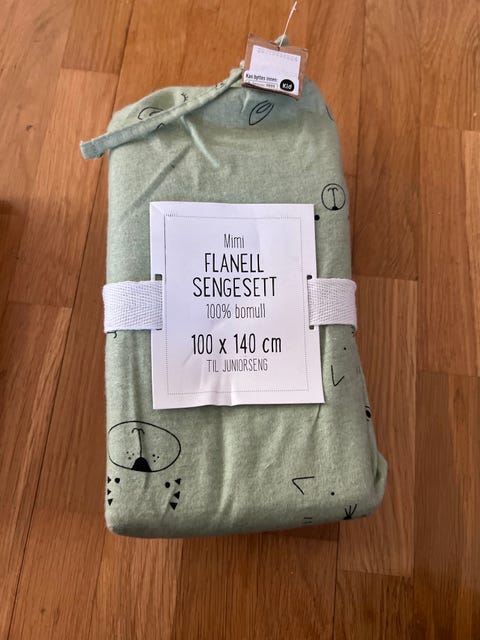 Kan byttes innen:
Kid
Mimi
FLANELL
SENGESETT
100% bomull
100 x 140 cm
TIL JUNIORSENG